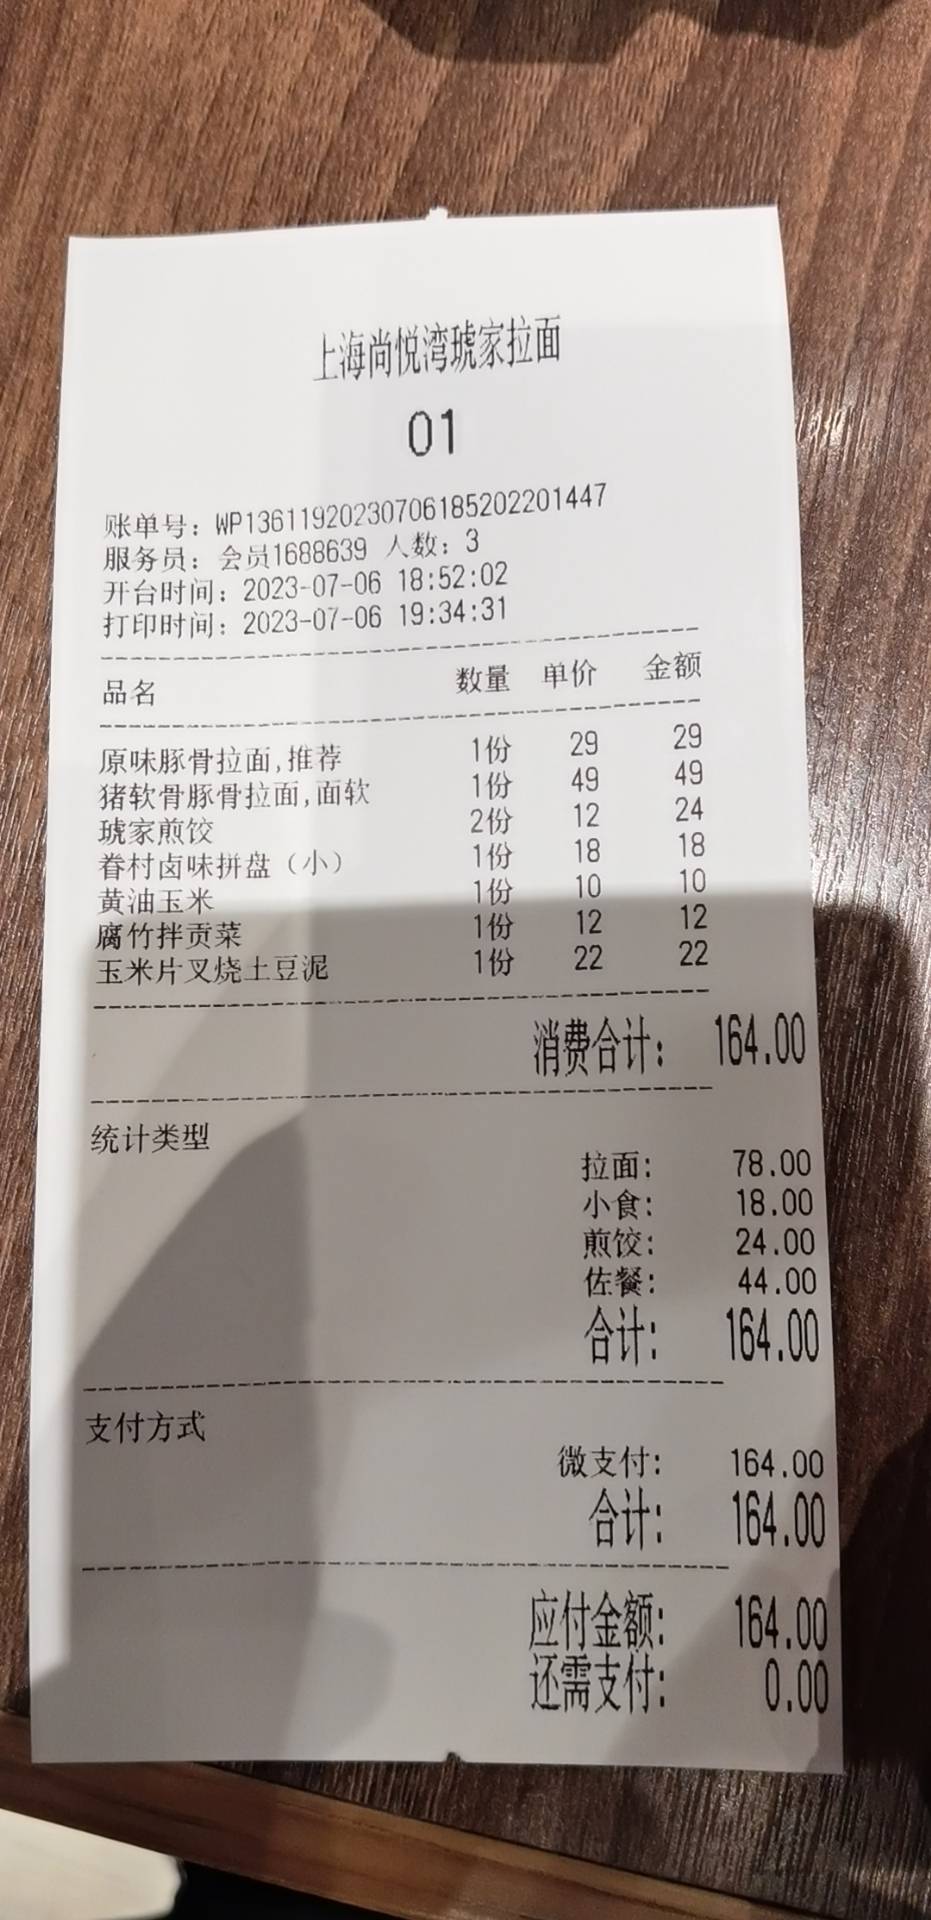 上海尚悦湾琥家拉面
01
账单号：WP13611920230706185202201447
服务员：会员1688639 人数：3
开台时间：2023-07-06 18:52:02
打印时间：2023-07-06 19:34:31
品名 数量 单价 金额
原味豚骨拉面,推荐 1份 29 29
猪软骨豚骨拉面,面软 1份 49 49
琥家煎饺 2份 12 24
眷村卤味拼盘（小） 1份 18 18
黄油玉米 1份 10 10
腐竹拌贡菜 1份 12 12
玉米片叉烧土豆泥 1份 22 22
消费合计： 164.00
统计类型
拉面： 78.00
小食： 18.00
煎饺： 24.00
佐餐： 44.00
合计： 164.00
支付方式
微支付： 164.00
合计： 164.00
应付金额： 164.00
还需支付： 0.00